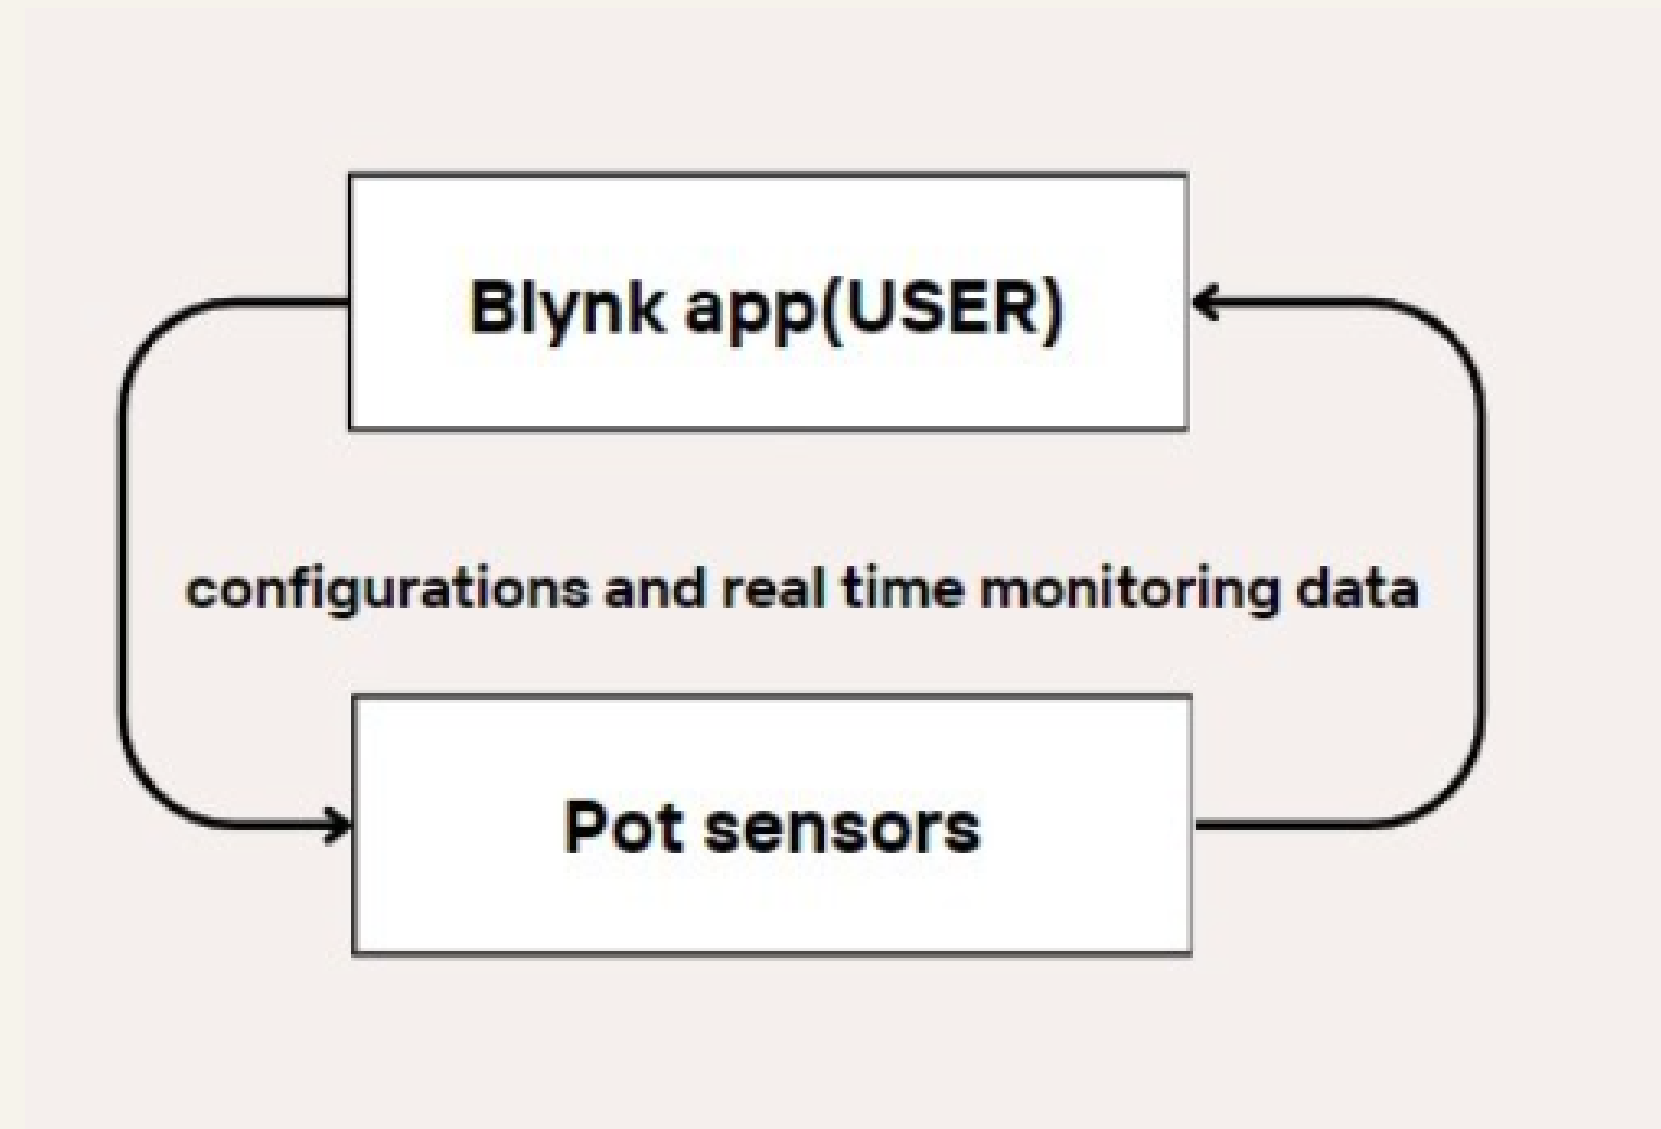 Blynk app(USER)
configurations and real time monitoring data
Pot sensors